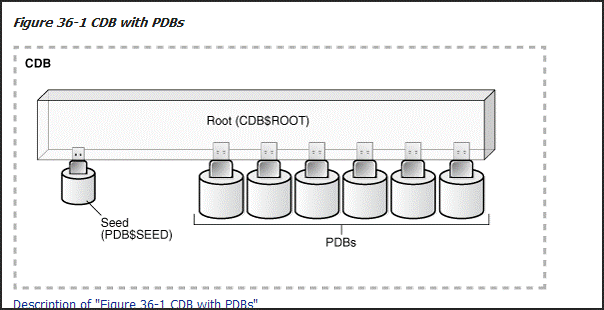 Figure 36-1 CDB with PDBs
CDB
Root (CDB$ROOT)
Seed
(PDB$SEED)
PDBs
Description of "Figure 36-1 CDB with PDBs"